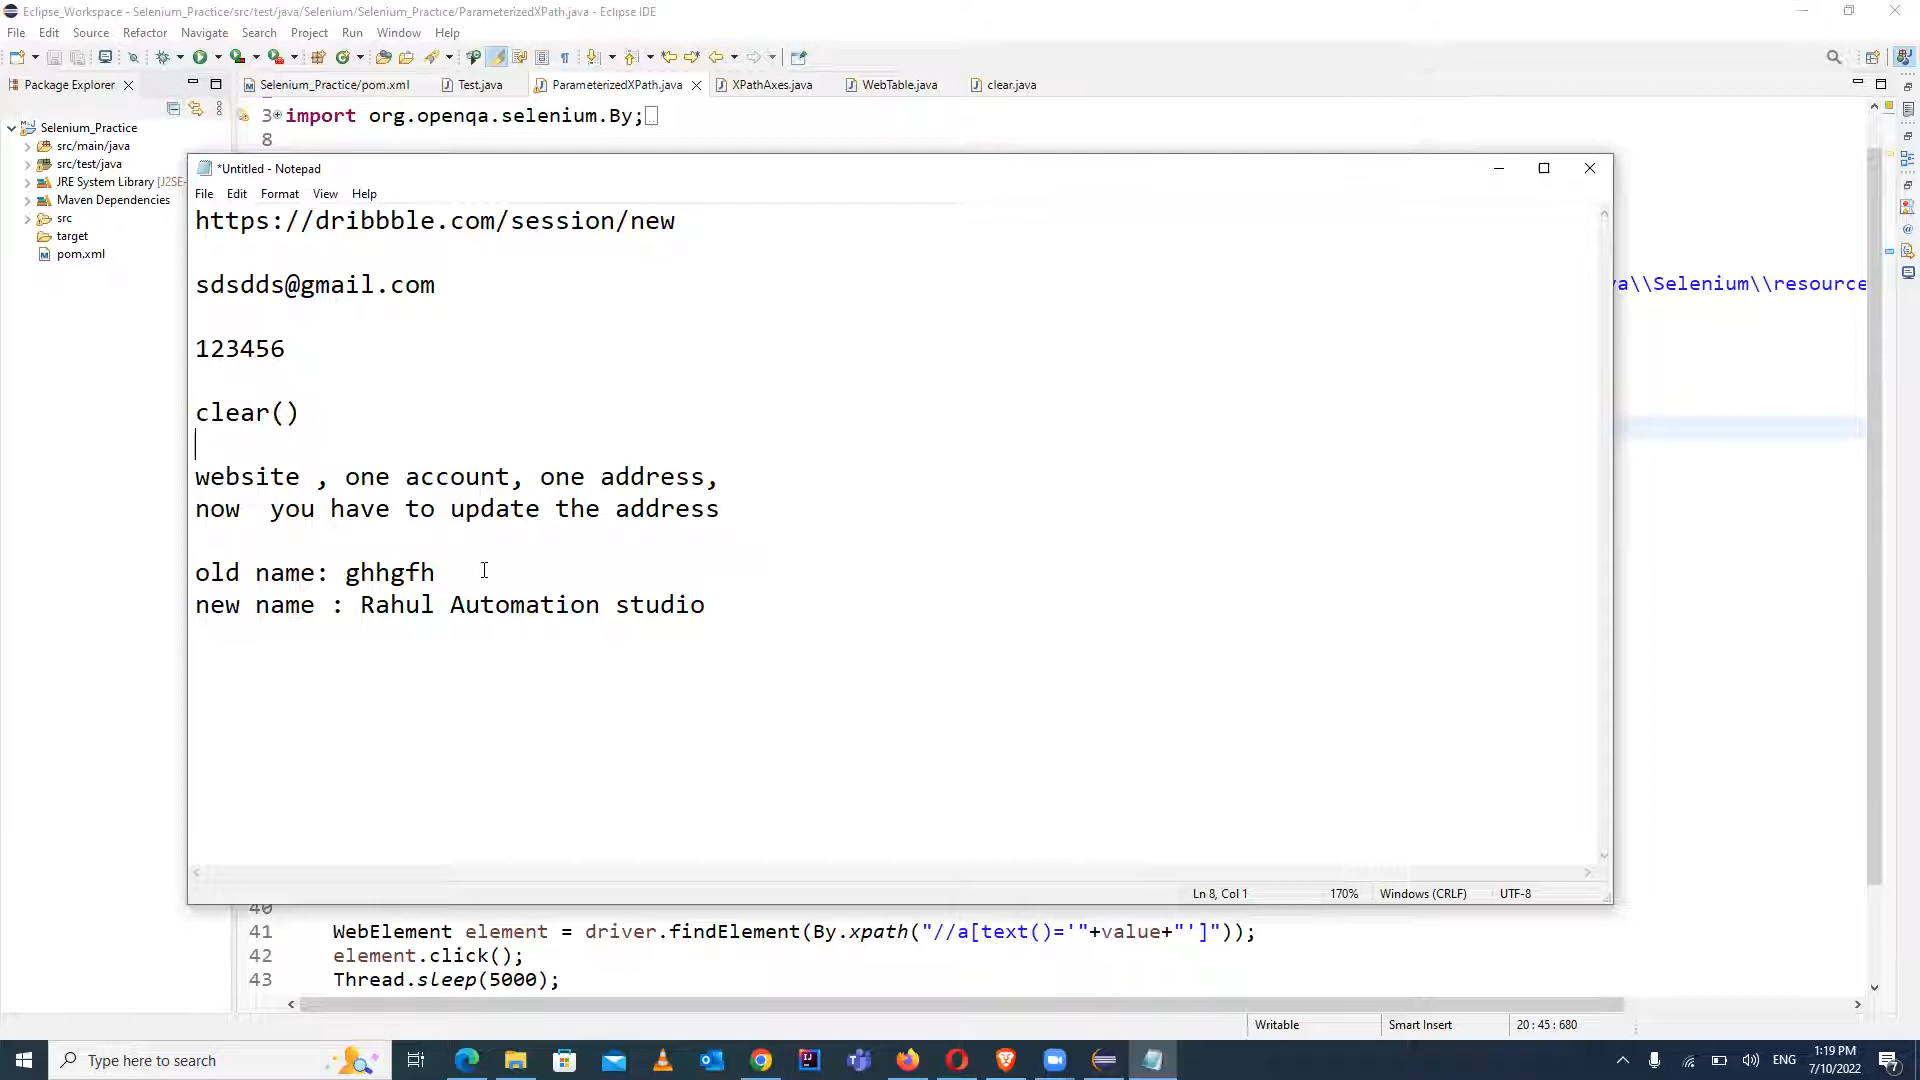 Eclipse_Workspace - Selenium_Practice/src/test/java/Selenium/Selenium_Practice/ParameterizedXPath.java - Eclipse IDE
File Edit Source Refactor Navigate Search Project Run Window Help
Package Explorer
Selenium_Practice/pom.xml Test.java ParameterizedXPath.java XPathAxes.java WebTable.java clear.java
Selenium_Practice
src/main/java
src/test/java
JRE System Library [J2SE-
Maven Dependencies
src
target
pom.xml
3 import org.openqa.selenium.By;
8
*Untitled - Notepad
File Edit Format View Help
https://dribbble.com/session/new
sdsdds@gmail.com
123456
clear()
website , one account, one address,
now  you have to update the address
old name: ghhgfh
new name : Rahul Automation studio
Ln 8, Col 1 170% Windows (CRLF) UTF-8
a\\Selenium\\resource
40
41 WebElement element = driver.findElement(By.xpath("//a[text()='"+value+"']"));
42 element.click();
43 Thread.sleep(5000);
Writable Smart Insert 20 : 45 : 680
Type here to search
ENG
1:19 PM
7/10/2022
7